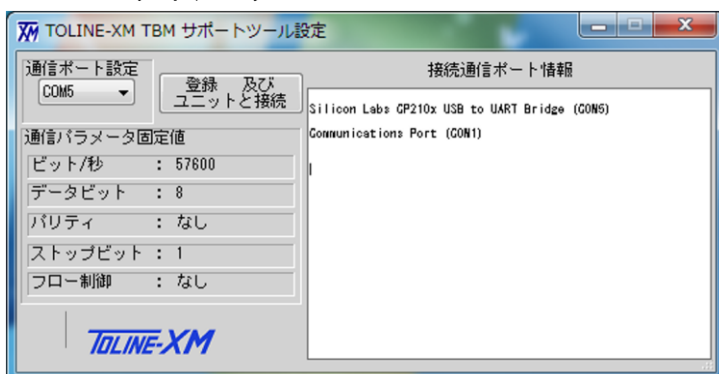 TOLINE-XM TBM サポートツール設定
通信ポート設定
COM5
登録 及び
ユニットと接続
通信パラメータ固定値
ビット/秒 : 57600
データビット : 8
パリティ : なし
ストップビット : 1
フロー制御 : なし
TOLINE-XM
接続通信ポート情報
Silicon Labs CP210x USB to UART Bridge (COM5)
Communications Port (COM1)